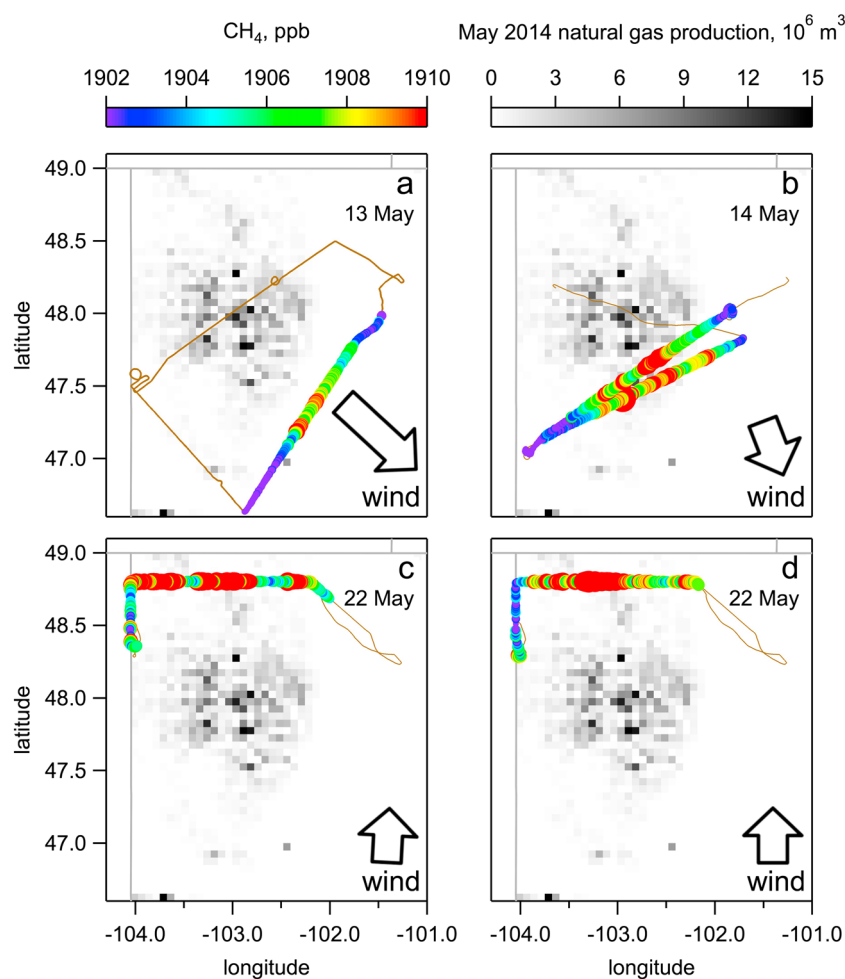 CH4, ppb
May 2014 natural gas production, 10^6 m^3
1902 1904 1906 1908 1910
0 3 6 9 12 15
a
13 May
b
14 May
49.0
48.5
48.0
47.5
47.0
latitude
wind
wind
c
22 May
d
22 May
49.0
48.5
48.0
47.5
47.0
latitude
wind
wind
-104.0 -103.0 -102.0 -101.0
-104.0 -103.0 -102.0 -101.0
longitude
longitude